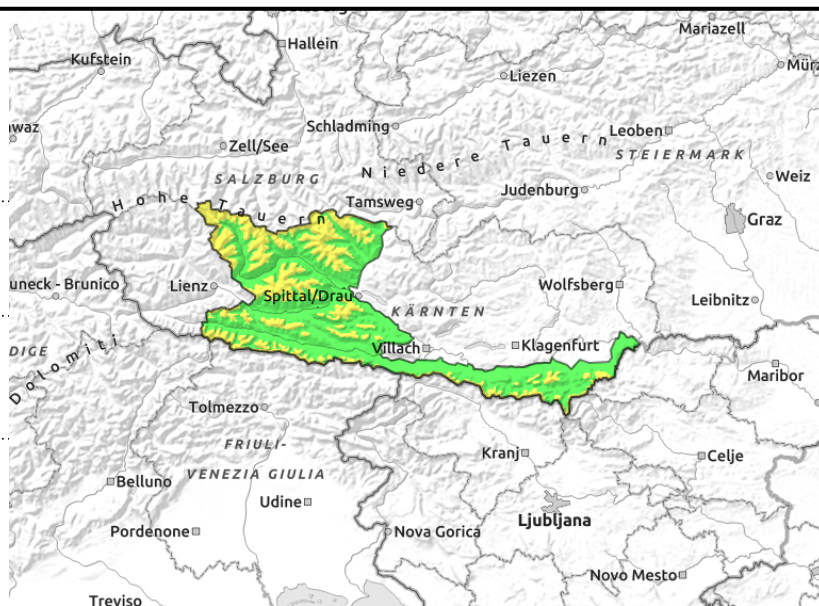 Mariazell
Hallein
Kufstein
Liezen
Mürz
waz
Schladming
Leoben
Zell/See
Niedere Tauern
STEIERMARK
SALZBURG
Weiz
Hohe Tauern
Tamsweg
Judenburg
Graz
uneck - Brunico
Lienz
Spittal/Drau
Wolfsberg
Leibnitz
KÄRNTEN
DIGE
Dolomiti
Villach
Klagenfurt
Maribor
Tolmezzo
FRIULI-
VENEZIA GIULIA
Kranj
Celje
Belluno
Udine
Ljubljana
Pordenone
Nova Gorica
Novo Mesto
Treviso